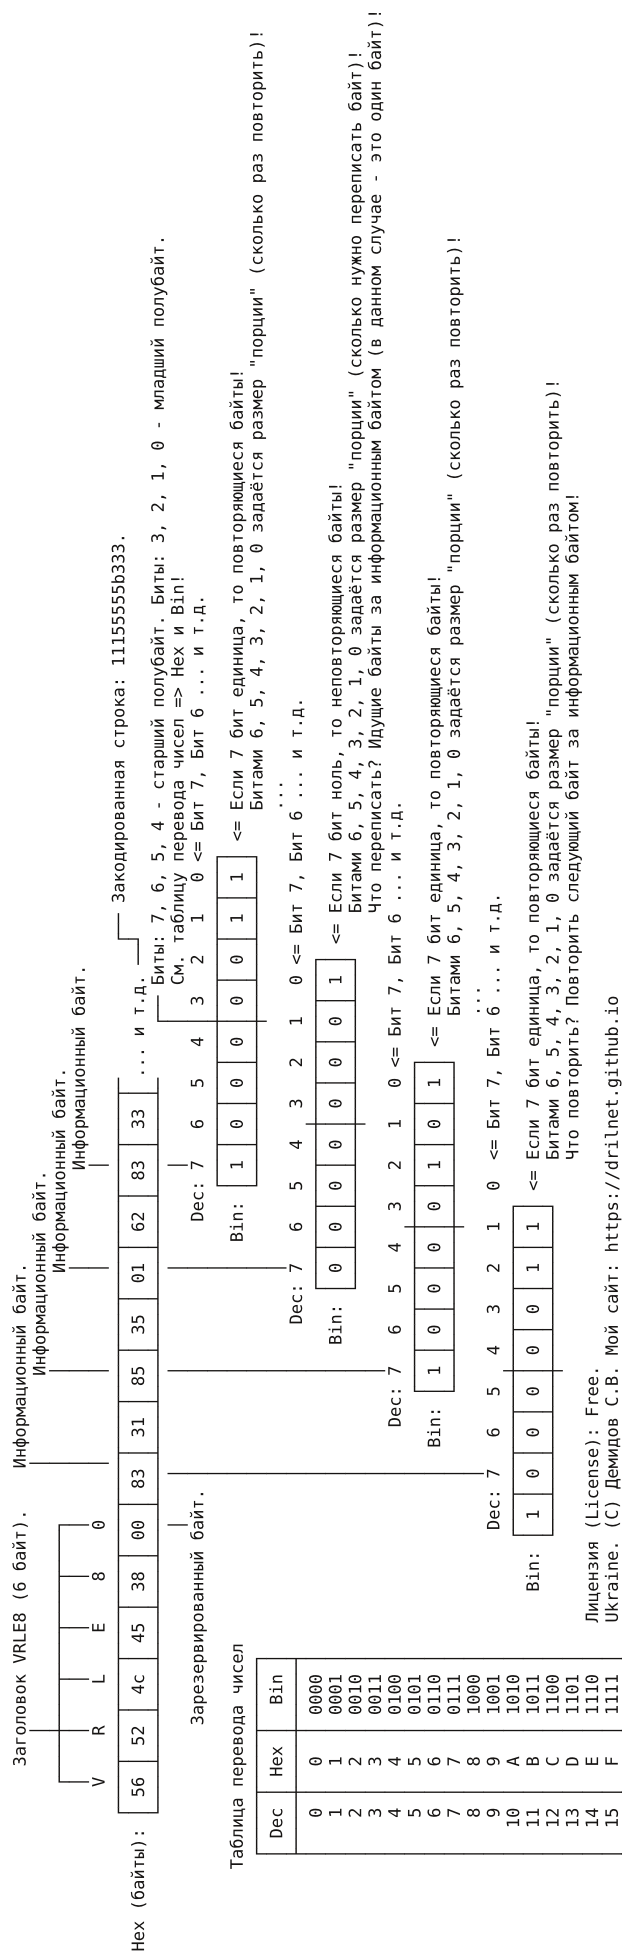 Заголовок VRLE8 (6 байт).
Информационный байт.
Информационный байт.
Информационный байт.
Информационный байт.
V R L E 8 0
Hex (байты): 56 52 4c 45 38 00 83 31 85 35 01 62 83 33 ... и т.д.
Закодированная строка: 11155555b333.
Зарезервированный байт.
Биты: 7, 6, 5, 4 - старший полубайт. Биты: 3, 2, 1, 0 - младший полубайт.
См. таблицу перевода чисел => Hex и Bin!
Dec: 7 6 5 4 3 2 1 0 <= Бит 7, Бит 6 ... и т.д.
Bin: 1 0 0 0 0 0 1 1 <= Если 7 бит единица, то повторяющиеся байты!
Битами 6, 5, 4, 3, 2, 1, 0 задаётся размер "порции" (сколько раз повторить)!
...
Dec: 7 6 5 4 3 2 1 0 <= Бит 7, Бит 6 ... и т.д.
Bin: 0 0 0 0 0 0 0 1 <= Если 7 бит ноль, то неповторяющиеся байты!
Битами 6, 5, 4, 3, 2, 1, 0 задаётся размер "порции" (сколько нужно переписать байт)!
Что переписать? Идущие байты за информационным байтом (в данном случае - это один байт)!
Dec: 7 6 5 4 3 2 1 0 <= Бит 7, Бит 6 ... и т.д.
Bin: 1 0 0 0 0 1 0 1 <= Если 7 бит единица, то повторяющиеся байты!
Битами 6, 5, 4, 3, 2, 1, 0 задаётся размер "порции" (сколько раз повторить)!
...
Dec: 7 6 5 4 3 2 1 0 <= Бит 7, Бит 6 ... и т.д.
Bin: 1 0 0 0 0 0 1 1 <= Если 7 бит единица, то повторяющиеся байты!
Битами 6, 5, 4, 3, 2, 1, 0 задаётся размер "порции" (сколько раз повторить)!
Что повторить? Повторить следующий байт за информационным байтом!
Таблица перевода чисел
Dec Hex Bin
0 0 0000
1 1 0001
2 2 0010
3 3 0011
4 4 0100
5 5 0101
6 6 0110
7 7 0111
8 8 1000
9 9 1001
10 A 1010
11 B 1011
12 C 1100
13 D 1101
14 E 1110
15 F 1111
Лицензия (License): Free.
Ukraine. (C) Демидов С.В. Мой сайт: https://drilnet.github.io